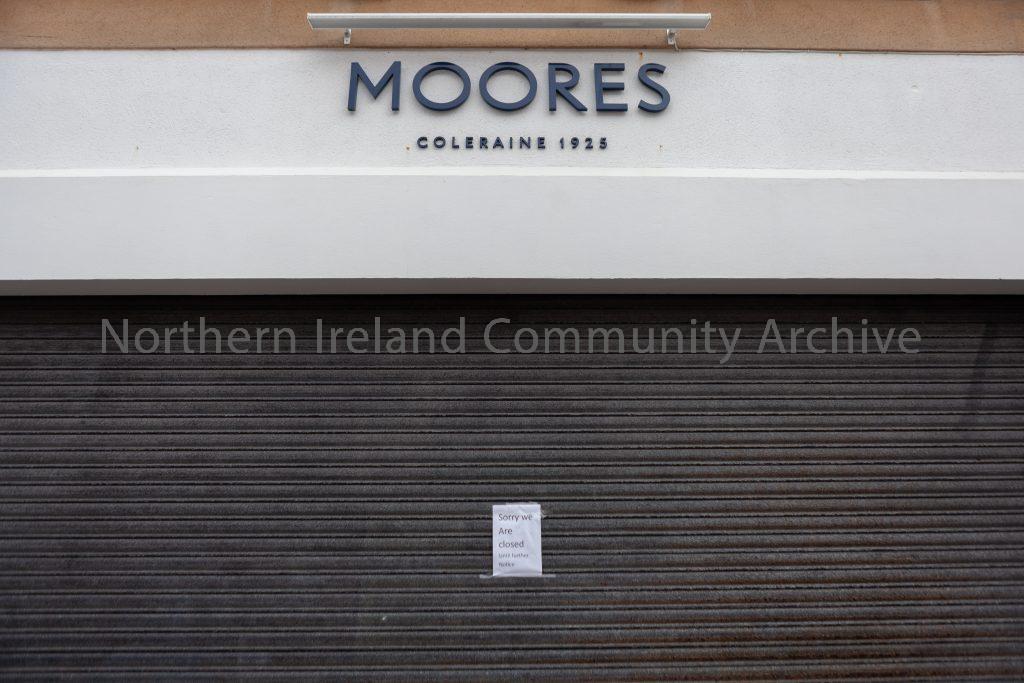 MOORES
COLERAINE 1925
Northern Ireland Community Archive
Sorry we
Are
closed
Until further
Notice